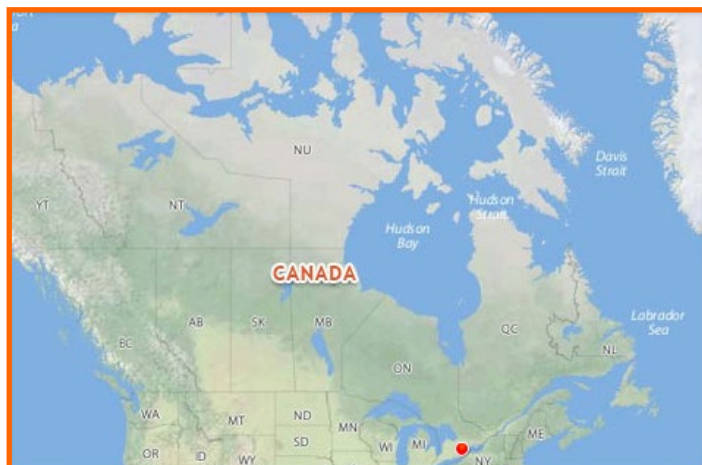 NU
Davis
Strait
YT
NT
Hudson
Strait
Hudson
Bay
CANADA
Labrador
Sea
AB
SK
MB
QC
BC
NL
ON
WA
MT
ND
MN
ME
OR
ID
WY
SD
WI
MI
NY